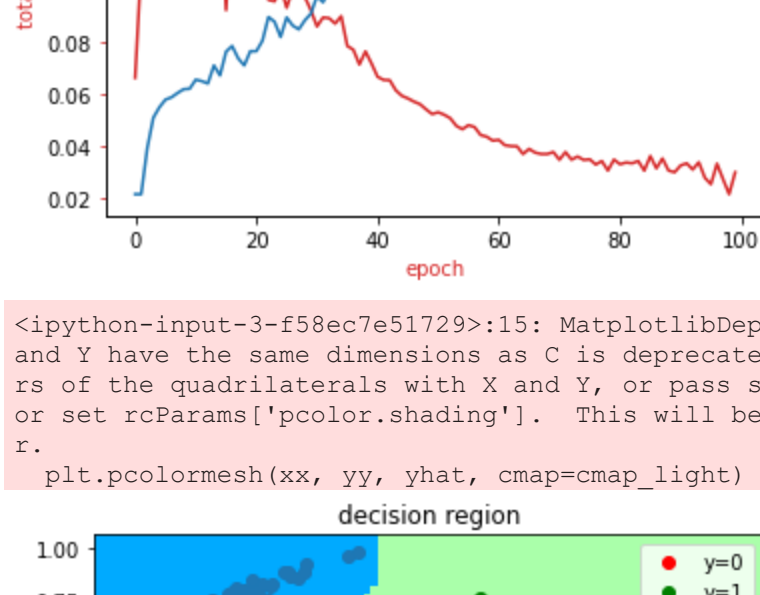 0.08
0.06
0.04
0.02
0 20 40 60 80 100
epoch
<ipython-input-3-f58ec7e51729>:15:
and Y have the same dimensions as C is
rs of the quadrilaterals with X and Y, or pass
or set rcParams['pcolor.shading']. This will be
r.
plt.pcolormesh(xx, yy, yhat, cmap=cmap_light)
decision region
1.00
y=0
y=1